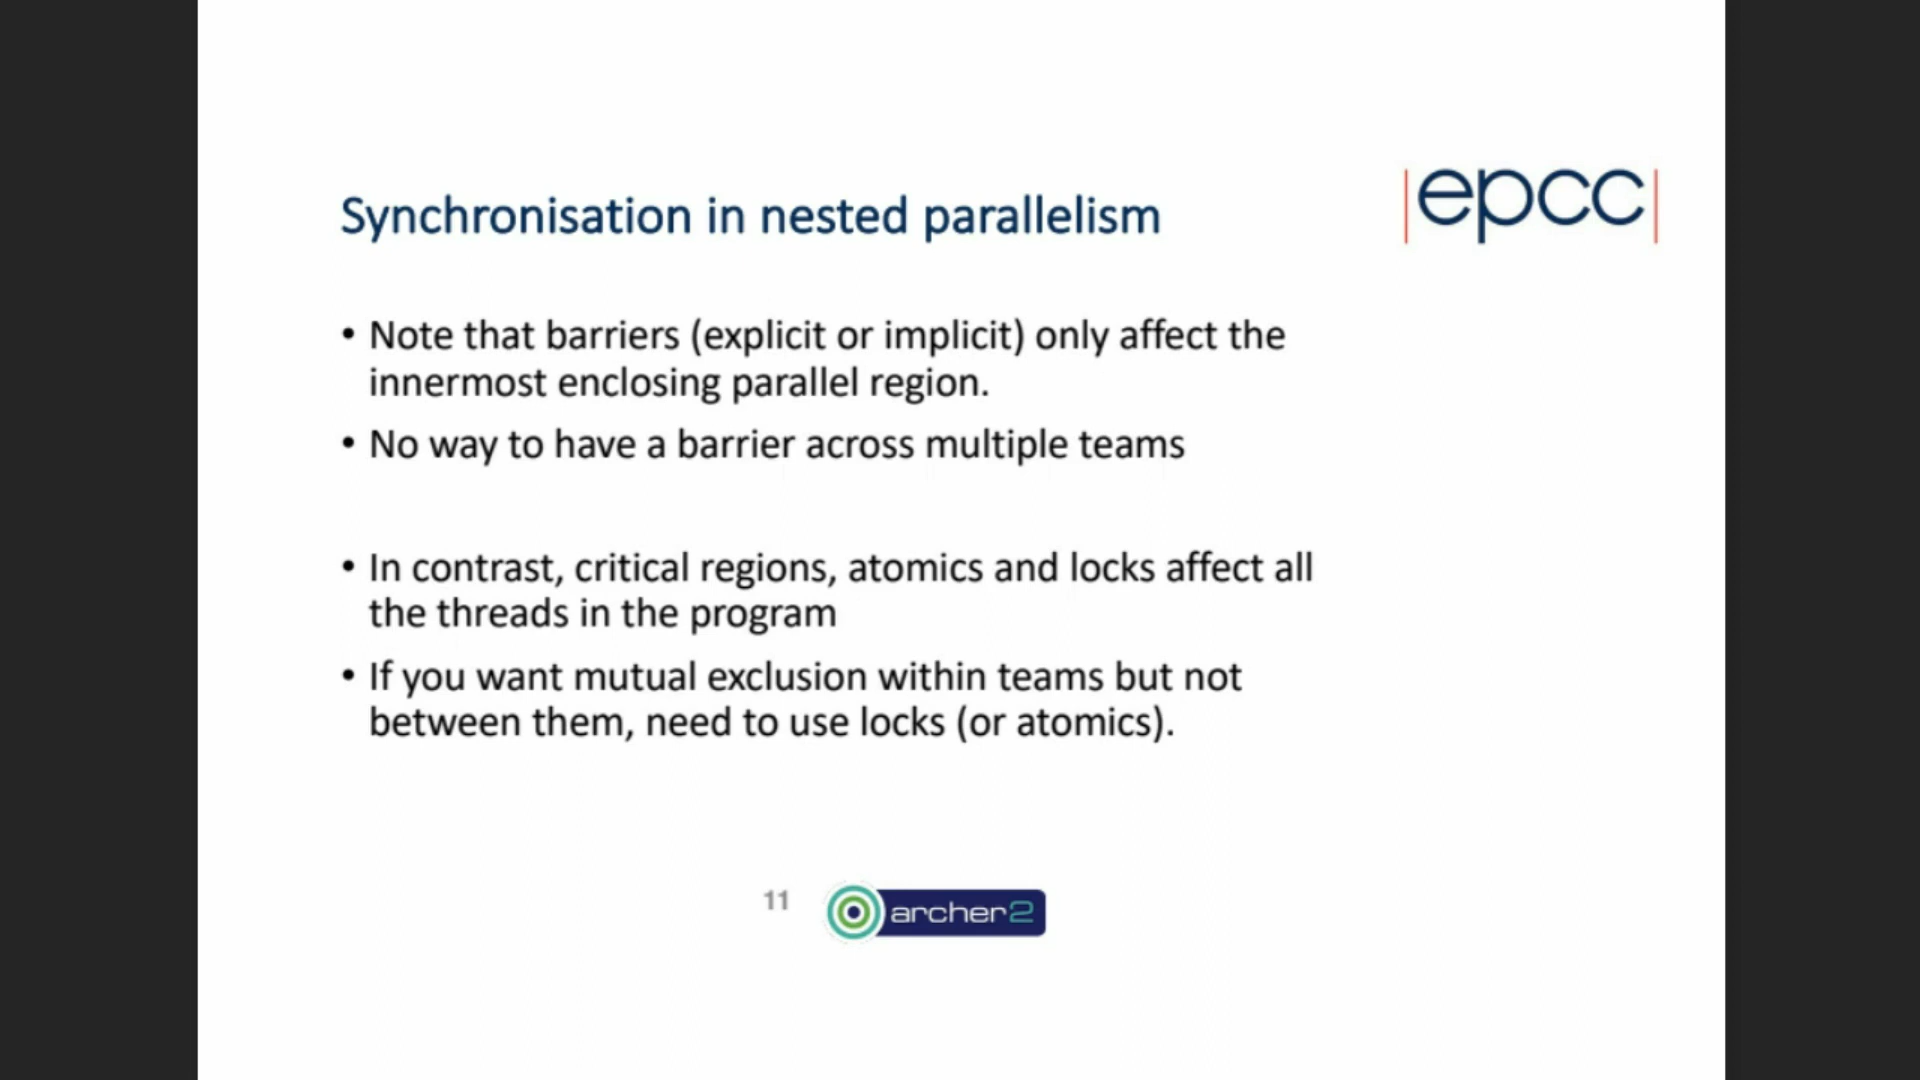 epcc
Synchronisation in nested parallelism
• Note that barriers (explicit or implicit) only affect the
innermost enclosing parallel region.
• No way to have a barrier across multiple teams
• In contrast, critical regions, atomics and locks affect all
the threads in the program
• If you want mutual exclusion within teams but not
between them, need to use locks (or atomics).
11
archer2